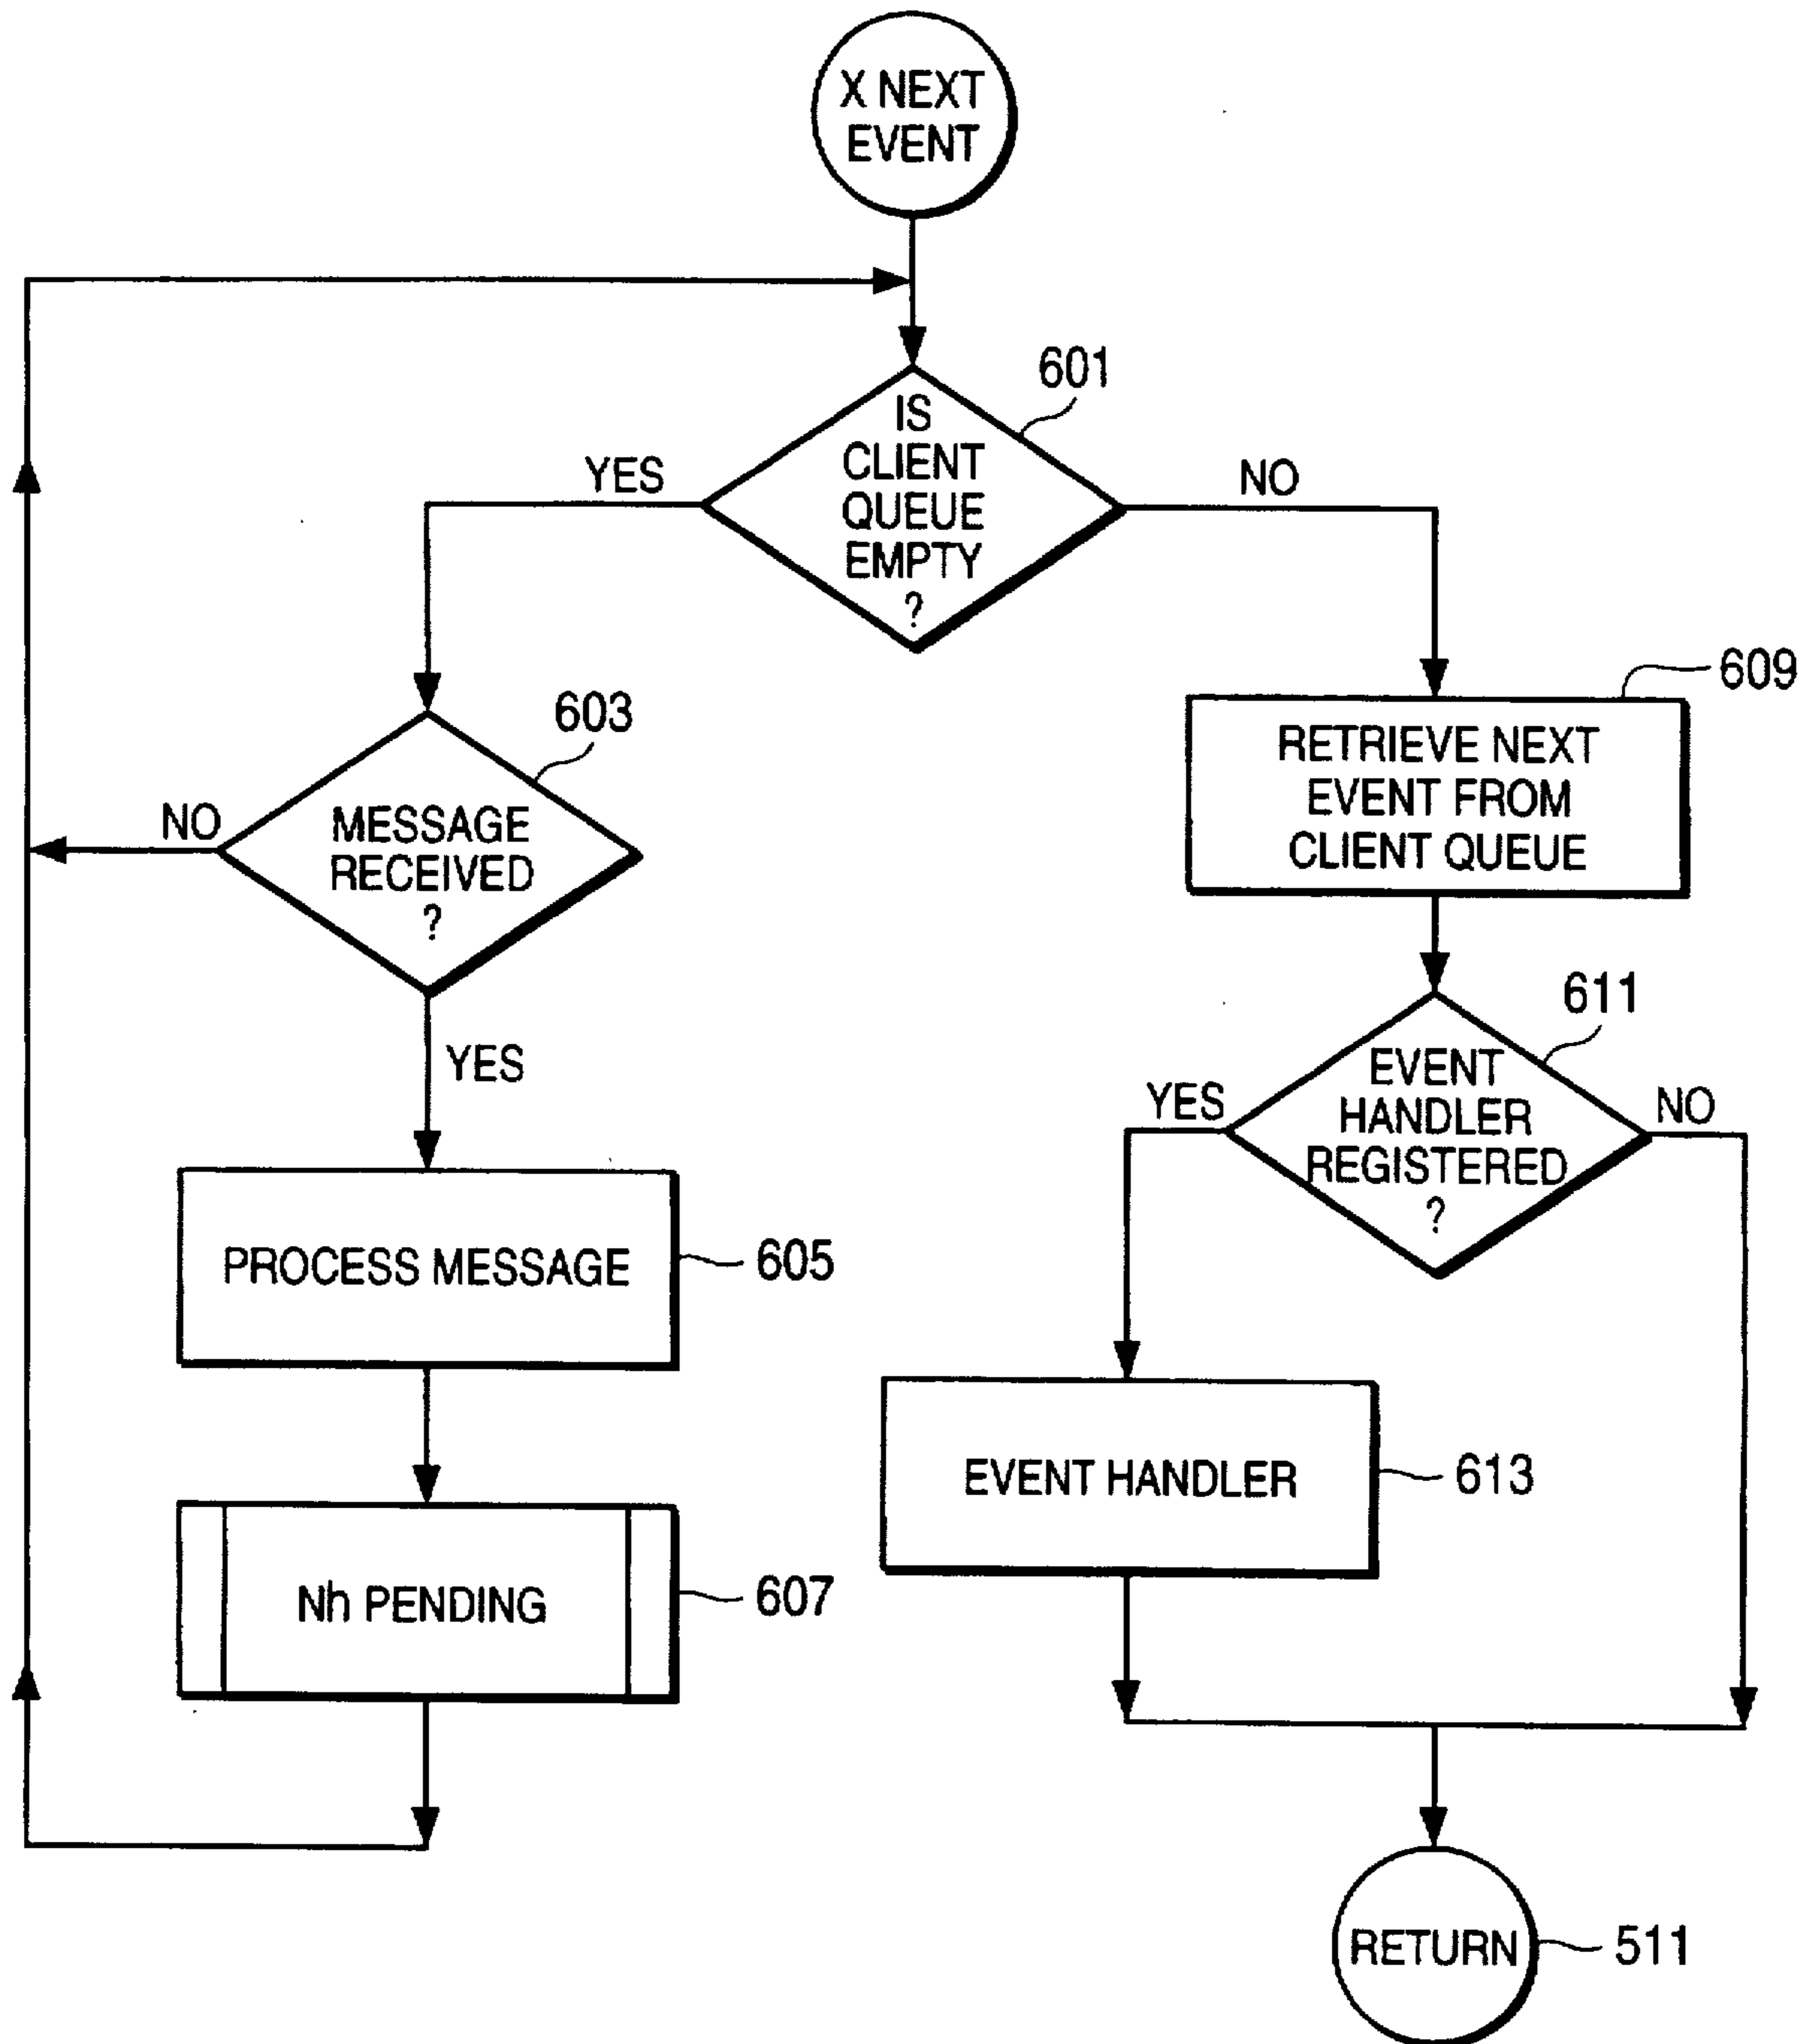 X NEXT
EVENT
601
IS
CLIENT
QUEUE
EMPTY
?
YES
NO
609
603
RETRIEVE NEXT
EVENT FROM
CLIENT QUEUE
NO
MESSAGE
RECEIVED
?
611
YES
EVENT
HANDLER
REGISTERED
?
YES
NO
PROCESS MESSAGE
605
EVENT HANDLER
613
Nh PENDING
607
RETURN
511